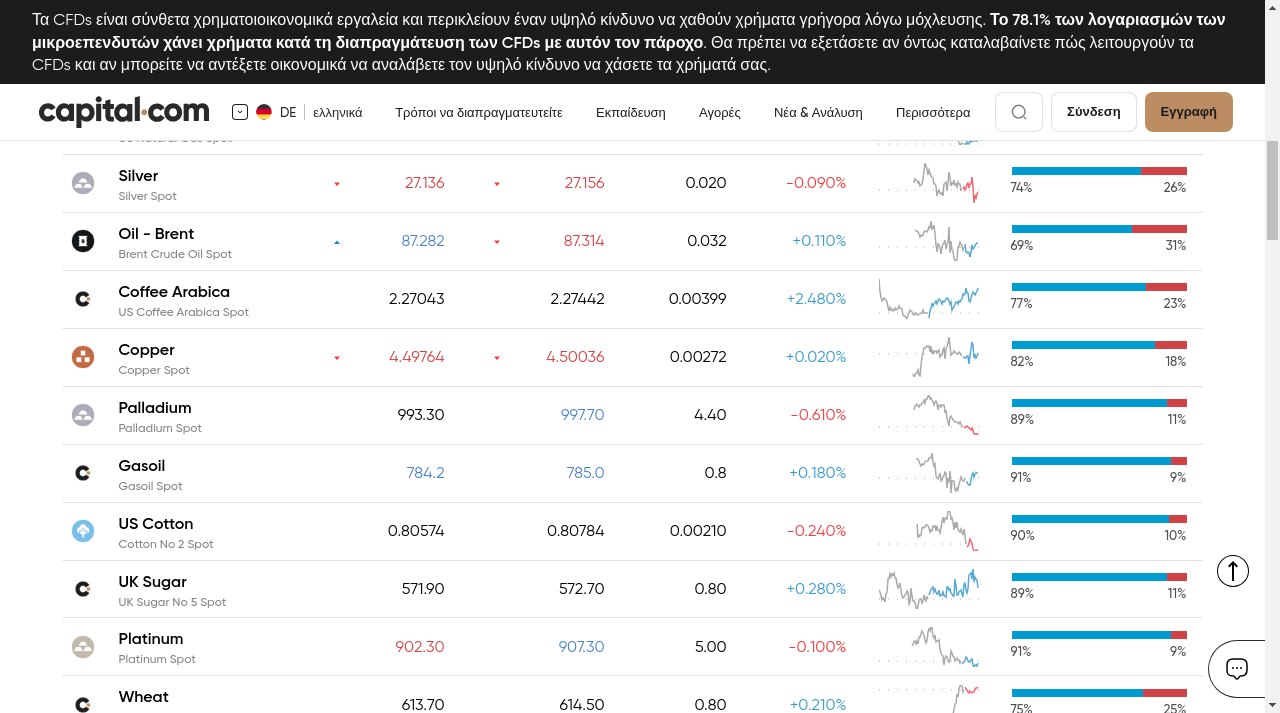 Τα CFDs είναι σύνθετα χρηματοοικονομικά εργαλεία και περικλείουν έναν υψηλό κίνδυνο να χαθούν χρήματα γρήγορα λόγω μόχλευσης. Το 78.1% των λογαριασμών των
μικροεπενδυτών χάνει χρήματα κατά τη διαπραγμάτευση των CFDs με αυτόν τον πάροχο. Θα πρέπει να εξετάσετε αν όντως καταλαβαίνετε πώς λειτουργούν τα
CFDs και αν μπορείτε να αντέξετε οικονομικά να αναλάβετε τον υψηλό κίνδυνο να χάσετε τα χρήματά σας.
capital.com DE ελληνικά Τρόποι να διαπραγματευτείτε Εκπαίδευση Αγορές Νέα & Ανάλυση Περισσότερα Σύνδεση Εγγραφή
US Natural Gas Spot
Silver 27.136 27.156 0.020 -0.090% 74% 26%
Silver Spot
Oil - Brent 87.282 87.314 0.032 +0.110% 69% 31%
Brent Crude Oil Spot
Coffee Arabica 2.27043 2.27442 0.00399 +2.480% 77% 23%
US Coffee Arabica Spot
Copper 4.49764 4.50036 0.00272 +0.020% 82% 18%
Copper Spot
Palladium 993.30 997.70 4.40 -0.610% 89% 11%
Palladium Spot
Gasoil 784.2 785.0 0.8 +0.180% 91% 9%
Gasoil Spot
US Cotton 0.80574 0.80784 0.00210 -0.240% 90% 10%
Cotton No 2 Spot
UK Sugar 571.90 572.70 0.80 +0.280% 89% 11%
UK Sugar No 5 Spot
Platinum 902.30 907.30 5.00 -0.100% 91% 9%
Platinum Spot
Wheat 613.70 614.50 0.80 +0.210% 75% 25%